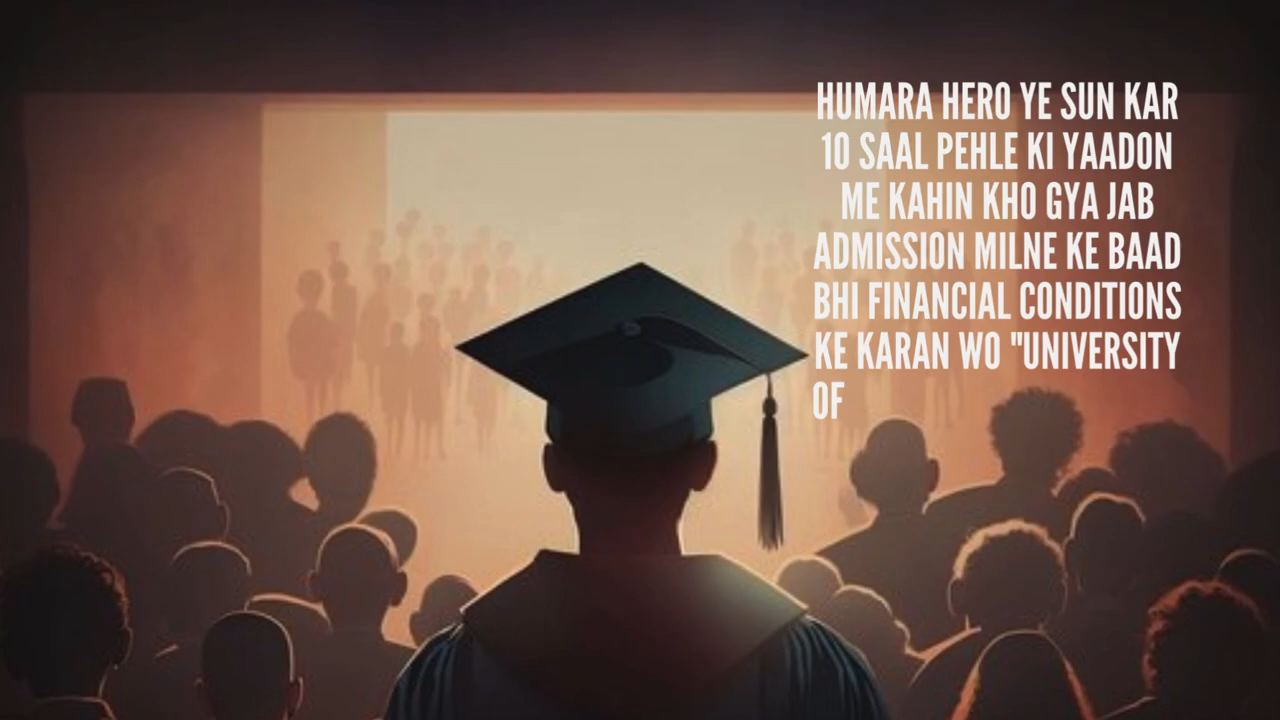 HUMARA HERO YE SUN KAR
10 SAAL PEHLE KI YAADON
ME KAHIN KHO GYA JAB
ADMISSION MILNE KE BAAD
BHI FINANCIAL CONDITIONS
KE KARAN WO "UNIVERSITY
OF